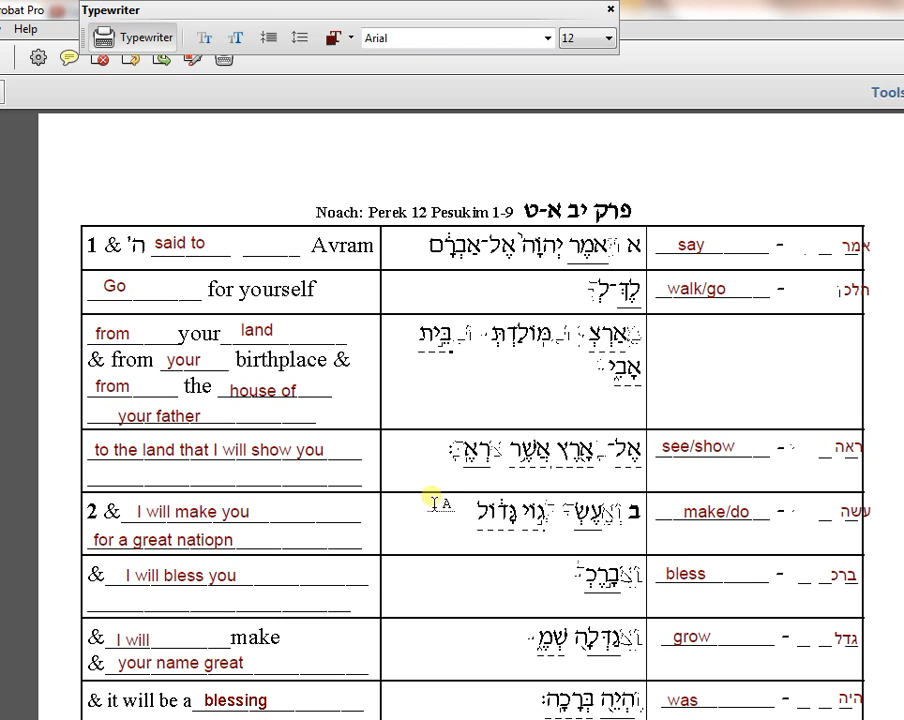 robat Pro
Typewriter
Help
Typewriter
Arial
12
Tools
Noach: Perek 12 Pesukim 1-9 פרק יב א-ט
1 & ה' said to Avram
א וַיֹּאמֶר יְהוָה אֶל־אַבְרָם
say - אמר
Go for yourself
לֶךְ־לְךָ
walk/go - הלכ
from your land
& from your birthplace &
from the house of
your father
מֵאַרְצְךָ וּמִמּוֹלַדְתְּךָ וּמִבֵּית
אָבִיךָ
to the land that I will show you
אֶל־הָאָרֶץ אֲשֶׁר אַרְאֶךָּ׃
see/show - ראה
2 & I will make you
for a great natiopn
ב וְאֶעֶשְׂךָ לְגוֹי גָּדוֹל
make/do - עשה
& I will bless you
וַאֲבָרֶכְךָ
bless - ברכ
& I will make
& your name great
וַאֲגַדְּלָה שְׁמֶךָ
grow - גדל
& it will be a blessing
וֶהְיֵה בְּרָכָה׃
was - היה